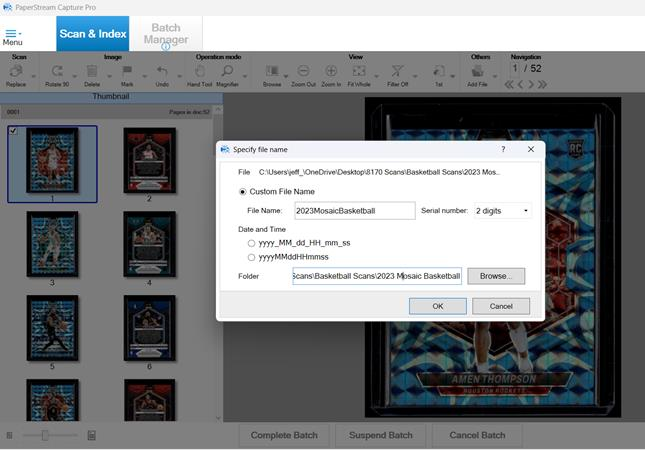 PaperStream Capture Pro
Menu
Scan & Index
Batch Manager
Scan Image Operation mode View Others Navigation
Replace Rotate 90 Delete Mark Undo Hand Tool Magnifier Browse Zoom Out Zoom In Fit Whole Filter Off 1st Add File
1 / 52
Thumbnail
0001 Pages in doc:52
1 2
3 4
5 6
Specify file name
File C:\Users\jeff_\OneDrive\Desktop\8170 Scans\Basketball Scans\2023 Mos...
Custom File Name
File Name: 2023MosaicBasketball Serial number: 2 digits
Date and Time
yyyy_MM_dd_HH_mm_ss
yyyyMMddHHmmss
Folder Scans\Basketball Scans\2023 Mosaic Basketball Browse...
OK Cancel
RC
AMEN THOMPSON
HOUSTON ROCKETS
Complete Batch Suspend Batch Cancel Batch